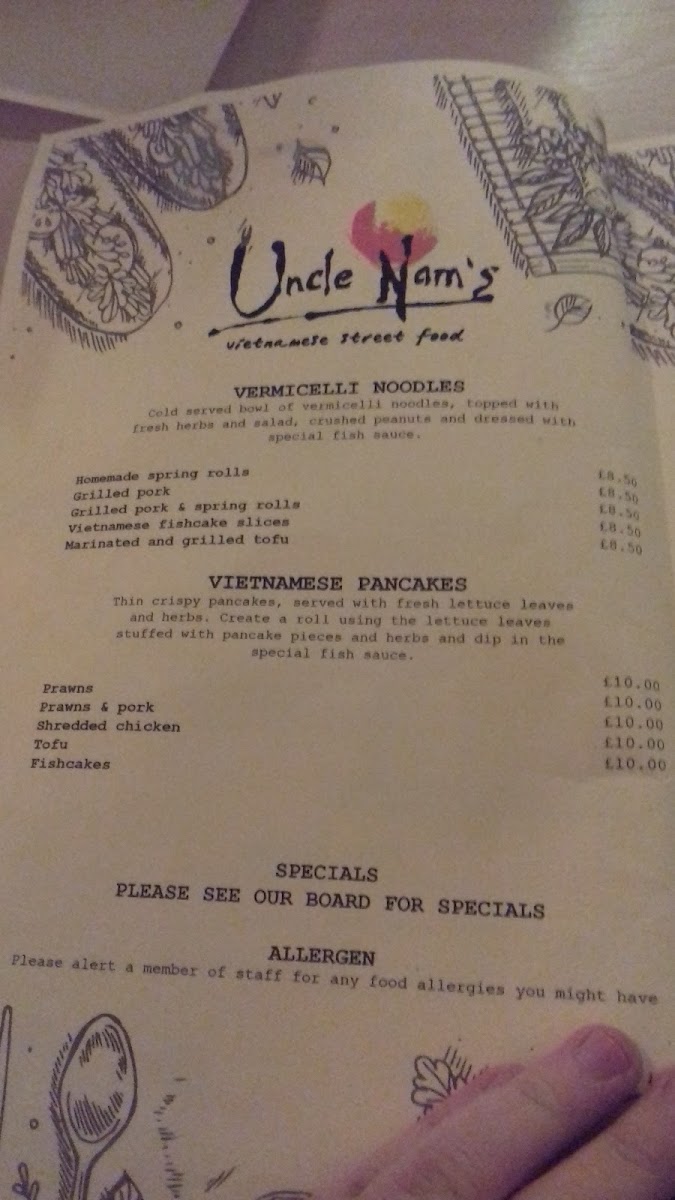 Uncle Nam's
vietnamese street food
VERMICELLI NOODLES
Cold served bowl of vermicelli noodles, topped with
fresh herbs and salad, crushed peanuts and dressed with
special fish sauce.
Homemade spring rolls £8.50
Grilled pork £8.50
Grilled pork & spring rolls £8.50
Vietnamese fishcake slices £8.50
Marinated and grilled tofu £8.50
VIETNAMESE PANCAKES
Thin crispy pancakes, served with fresh lettuce leaves
and herbs. Create a roll using the lettuce leaves
stuffed with pancake pieces and herbs and dip in the
special fish sauce.
Prawns £10.00
Prawns & pork £10.00
Shredded chicken £10.00
Tofu £10.00
Fishcakes £10.00
SPECIALS
PLEASE SEE OUR BOARD FOR SPECIALS
ALLERGEN
Please alert a member of staff for any food allergies you might have